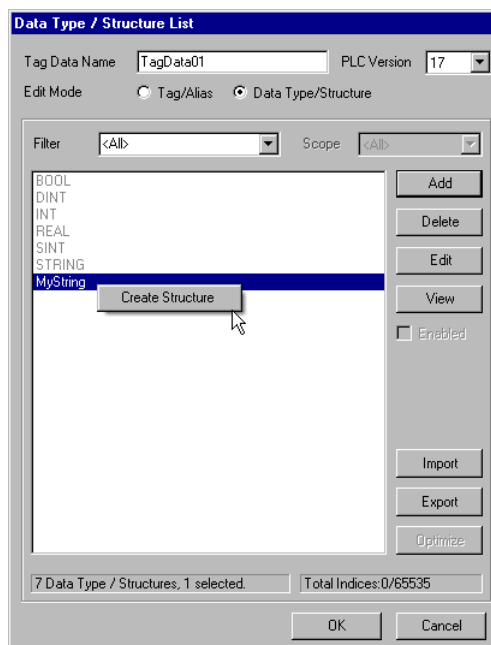 Data Type / Structure List
Tag Data Name TagData01 PLC Version 17
Edit Mode Tag/Alias Data Type/Structure
Filter <All> Scope <All>
BOOL
DINT
INT
REAL
SINT
STRING
MyString
Create Structure
Add
Delete
Edit
View
Enabled
Import
Export
Optimize
7 Data Type / Structures, 1 selected. Total Indices:0/65535
OK Cancel